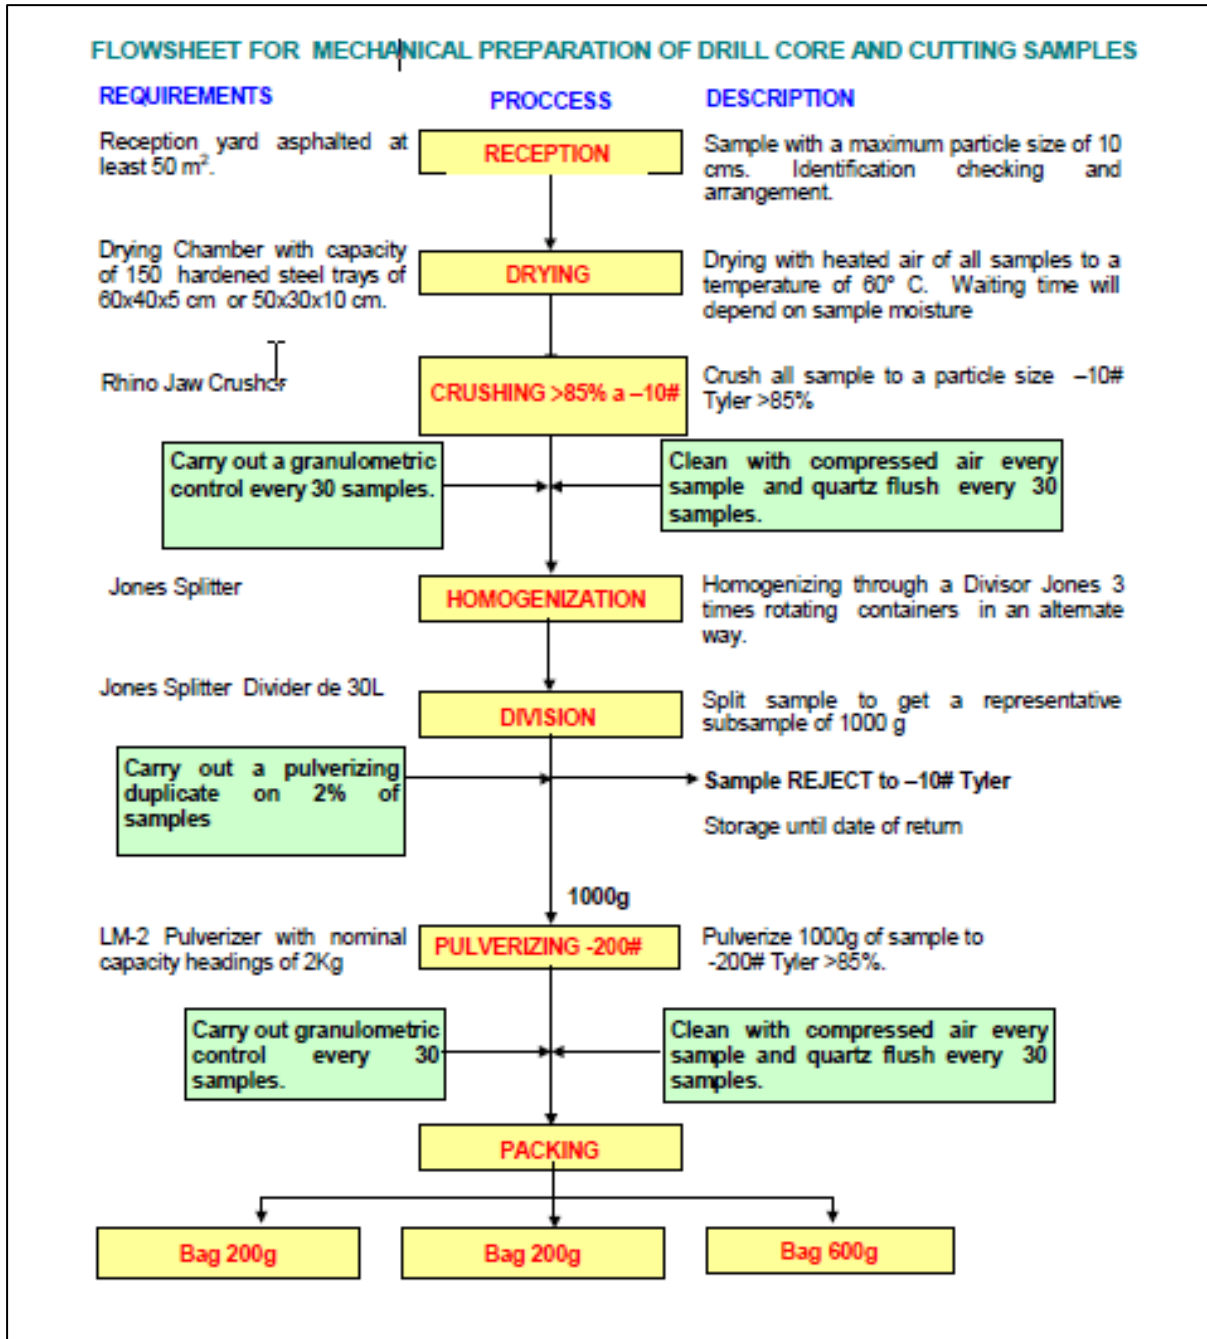 FLOWSHEET FOR MECHANICAL PREPARATION OF DRILL CORE AND CUTTING SAMPLES
REQUIREMENTS
PROCCESS
DESCRIPTION
Reception yard asphalted at
least 50 m².
RECEPTION
Sample with a maximum particle size of 10
cms. Identification checking and
arrangement.
Drying Chamber with capacity
of 150 hardened steel trays of
60x40x5 cm or 50x30x10 cm.
DRYING
Drying with heated air of all samples to a
temperature of 60° C. Waiting time will
depend on sample moisture
Rhino Jaw Crusher
CRUSHING >85% a –10#
Crush all sample to a particle size –10#
Tyler >85%
Carry out a granulometric
control every 30 samples.
Clean with compressed air every
sample and quartz flush every 30
samples.
Jones Splitter
HOMOGENIZATION
Homogenizing through a Divisor Jones 3
times rotating containers in an alternate
way.
Jones Splitter Divider de 30L
DIVISION
Split sample to get a representative
subsample of 1000 g
Carry out a pulverizing
duplicate on 2% of
samples
Sample REJECT to –10# Tyler
Storage until date of return
1000g
LM-2 Pulverizer with nominal
capacity headings of 2Kg
PULVERIZING -200#
Pulverize 1000g of sample to
-200# Tyler >85%.
Carry out granulometric
control every 30
samples.
Clean with compressed air every
sample and quartz flush every 30
samples.
PACKING
Bag 200g
Bag 200g
Bag 600g